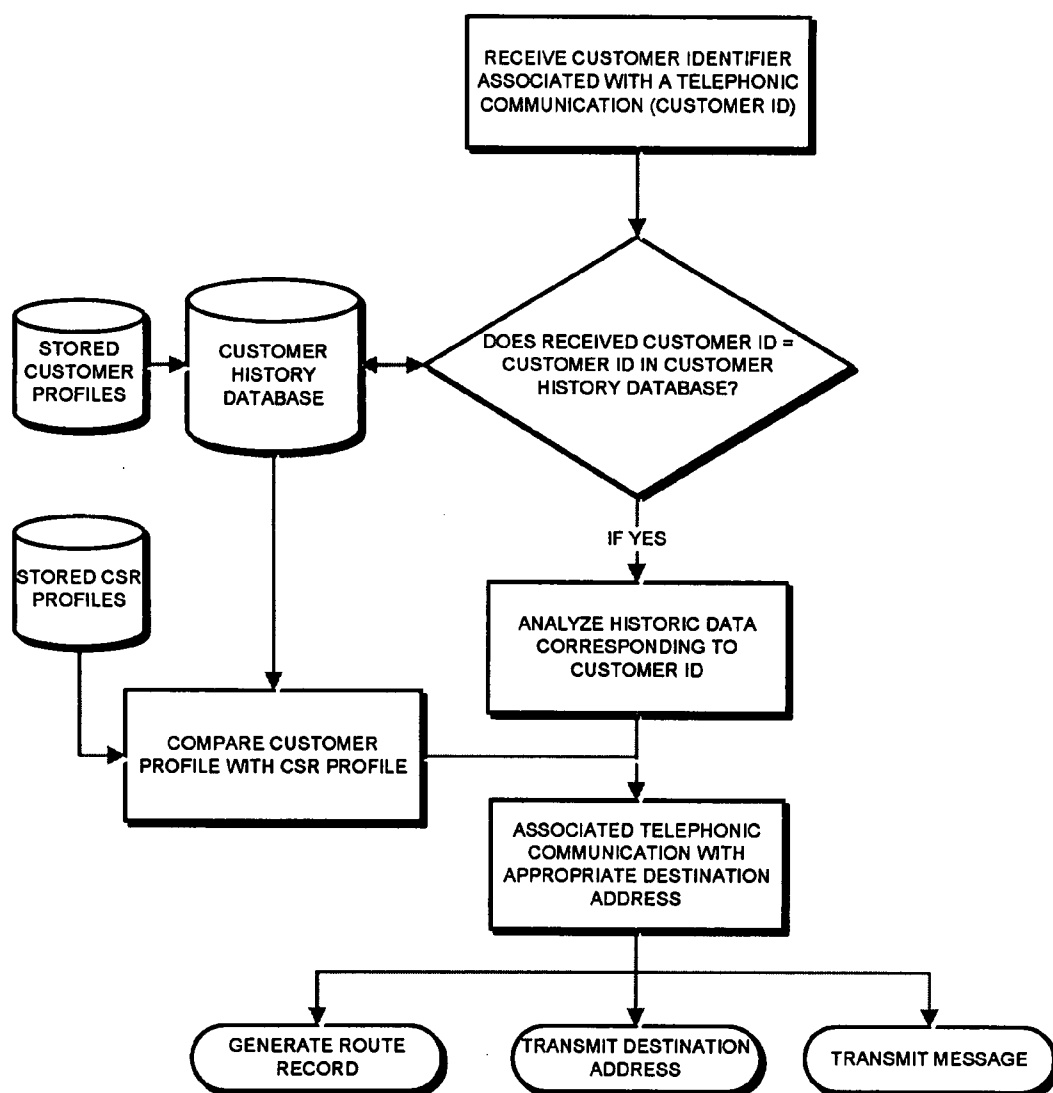 RECEIVE CUSTOMER IDENTIFIER
ASSOCIATED WITH A TELEPHONIC
COMMUNICATION (CUSTOMER ID)
DOES RECEIVED CUSTOMER ID =
CUSTOMER ID IN CUSTOMER
HISTORY DATABASE?
STORED
CUSTOMER
PROFILES
CUSTOMER
HISTORY
DATABASE
IF YES
STORED CSR
PROFILES
ANALYZE HISTORIC DATA
CORRESPONDING TO
CUSTOMER ID
COMPARE CUSTOMER
PROFILE WITH CSR PROFILE
ASSOCIATED TELEPHONIC
COMMUNICATION WITH
APPROPRIATE DESTINATION
ADDRESS
GENERATE ROUTE
RECORD
TRANSMIT DESTINATION
ADDRESS
TRANSMIT MESSAGE